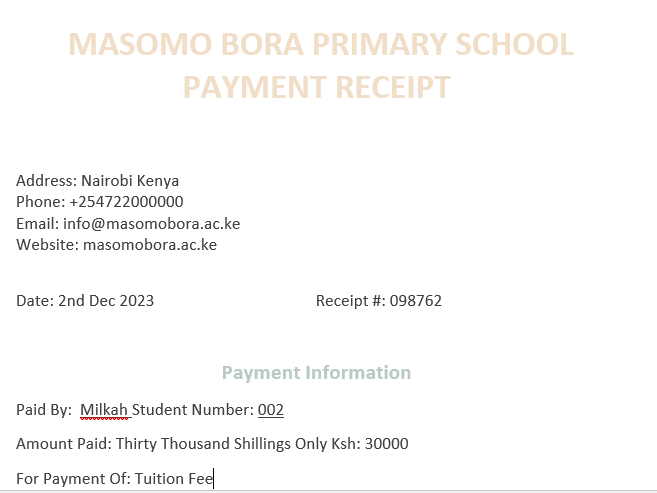 MASOMO BORA PRIMARY SCHOOL
PAYMENT RECEIPT
Address: Nairobi Kenya
Phone: +254722000000
Email: info@masomobora.ac.ke
Website: masomobora.ac.ke
Date: 2nd Dec 2023 Receipt #: 098762
Payment Information
Paid By: Milkah Student Number: 002
Amount Paid: Thirty Thousand Shillings Only Ksh: 30000
For Payment Of: Tuition Fee